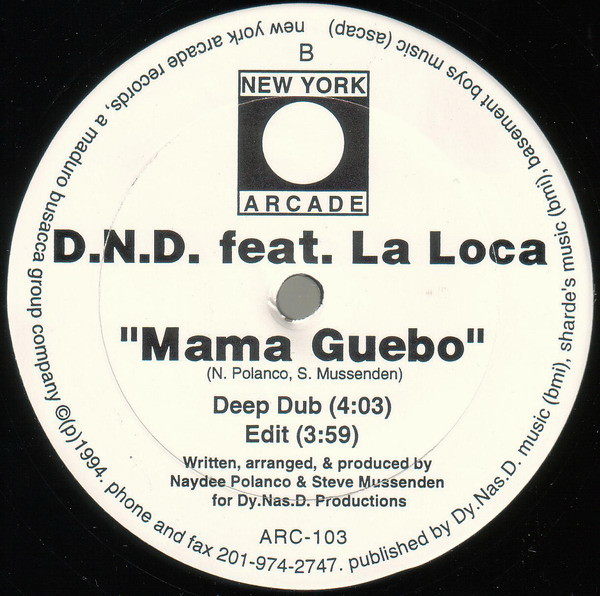 B
NEW YORK
ARCADE
D.N.D. feat. La Loca
"Mama Guebo"
(N. Polanco, S. Mussenden)
Deep Dub (4:03)
Edit (3:59)
Written, arranged, & produced by
Naydee Polanco & Steve Mussenden
for Dy.Nas.D. Productions
ARC-103
new york arcade records, a maduro busacca group company ©(p)1994. phone and fax 201-974-2747. published by Dy.Nas.D. music (bmi), sharde's music (bmi), basement boys music (ascap)